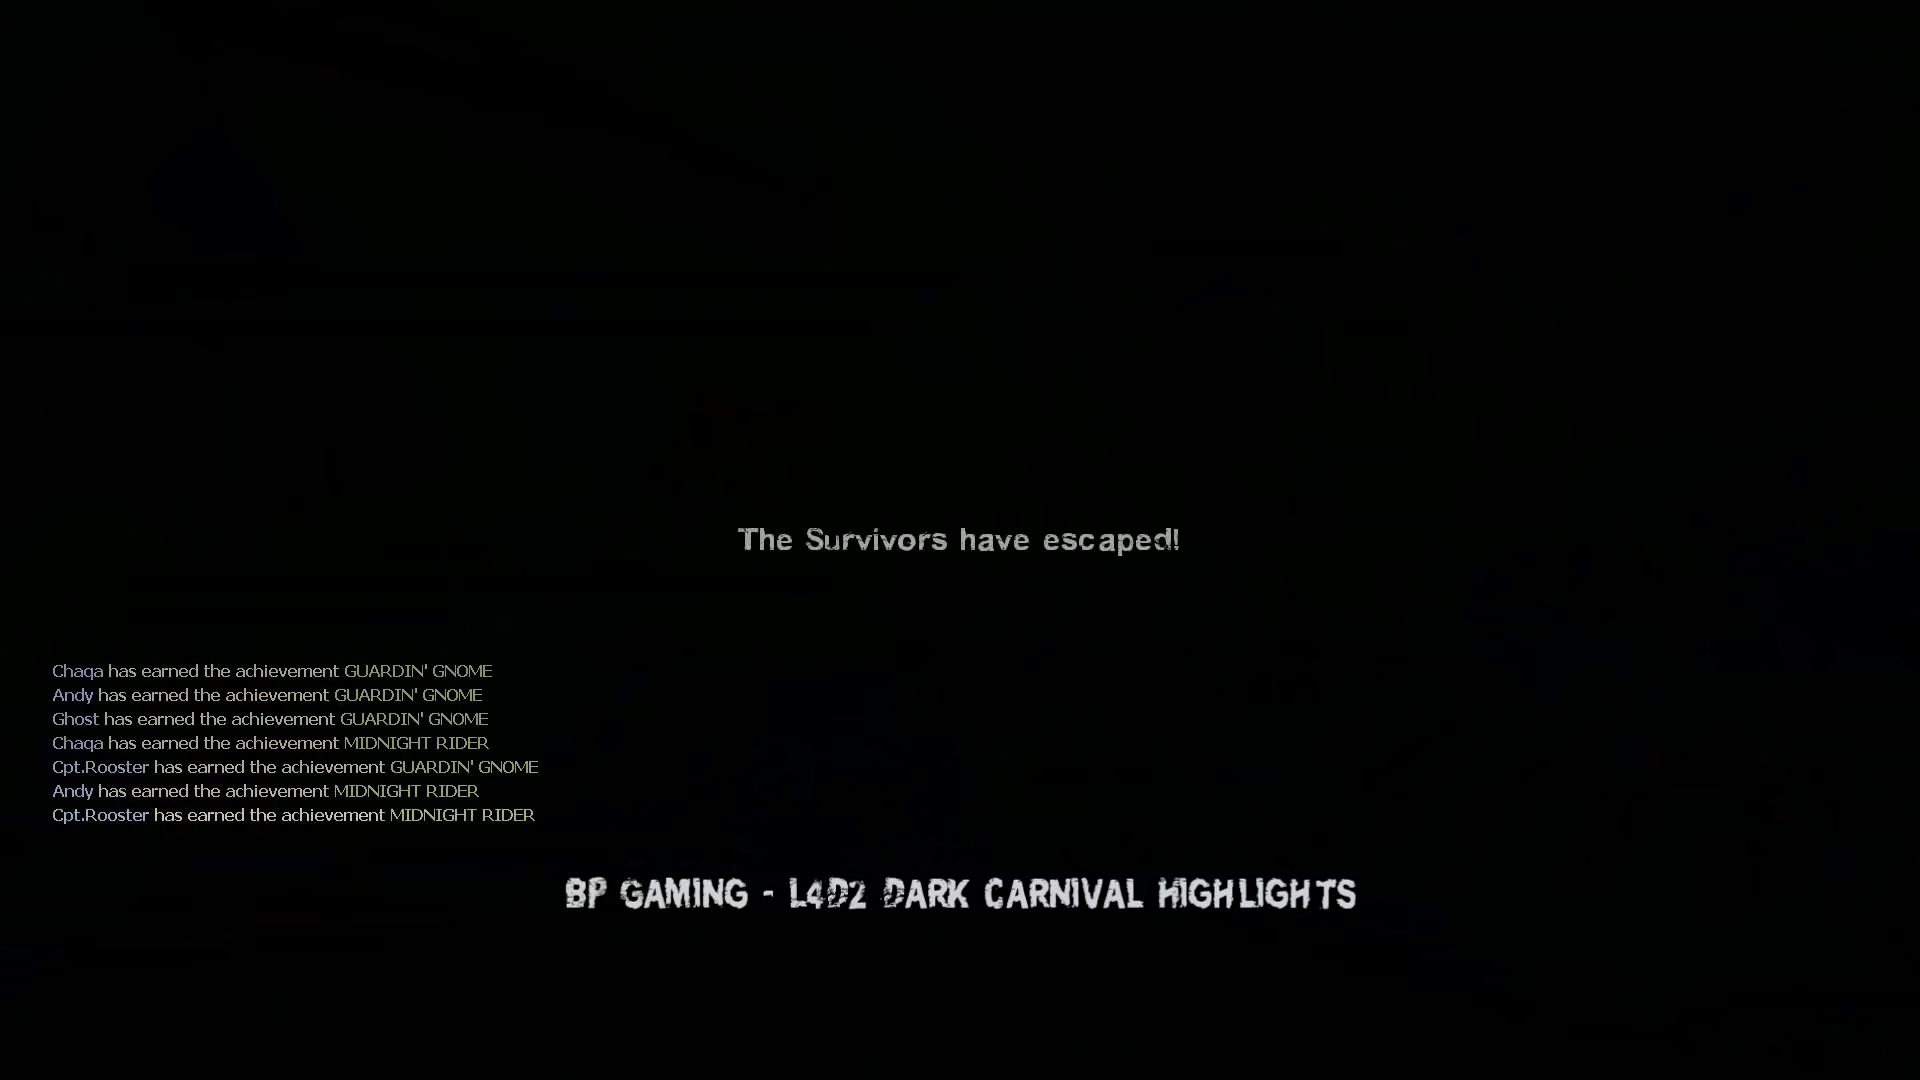 The Survivors have escaped!
Chaqa has earned the achievement GUARDIN' GNOME
Andy has earned the achievement GUARDIN' GNOME
Ghost has earned the achievement GUARDIN' GNOME
Chaqa has earned the achievement MIDNIGHT RIDER
Cpt.Rooster has earned the achievement GUARDIN' GNOME
Andy has earned the achievement MIDNIGHT RIDER
Cpt.Rooster has earned the achievement MIDNIGHT RIDER
BP GAMING - L4D2 DARK CARNIVAL HIGHLIGHTS